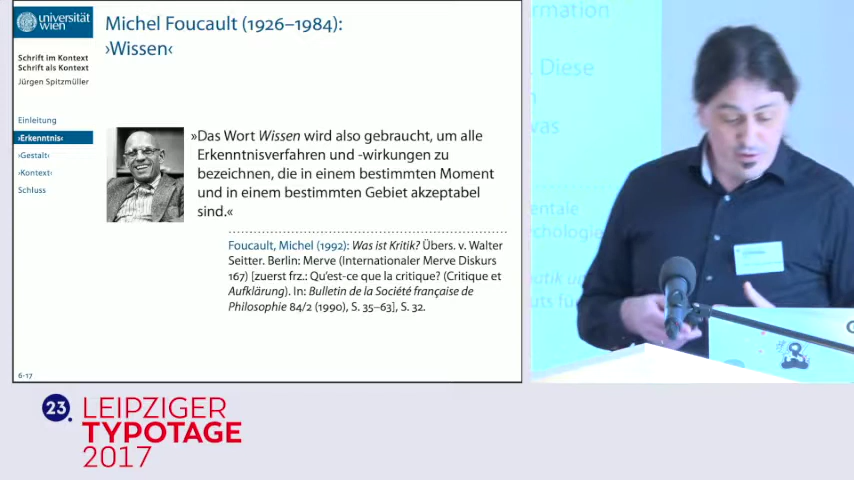 universität
wien
Schrift im Kontext
Schrift als Kontext
Jürgen Spitzmüller
Einleitung
›Erkenntnis‹
›Gestalt‹
›Kontext‹
Schluss
6-17
Michel Foucault (1926–1984):
›Wissen‹
»Das Wort Wissen wird also gebraucht, um alle
Erkenntnisverfahren und -wirkungen zu
bezeichnen, die in einem bestimmten Moment
und in einem bestimmten Gebiet akzeptabel
sind.«
Foucault, Michel (1992): Was ist Kritik? Übers. v. Walter
Seitter. Berlin: Merve (Internationaler Merve Diskurs
167) [zuerst frz.: Qu'est-ce que la critique? (Critique et
Aufklärung). In: Bulletin de la Société française de
Philosophie 84/2 (1990), S. 35–63], S. 32.
Diese
23.
LEIPZIGER
TYPOTAGE
2017